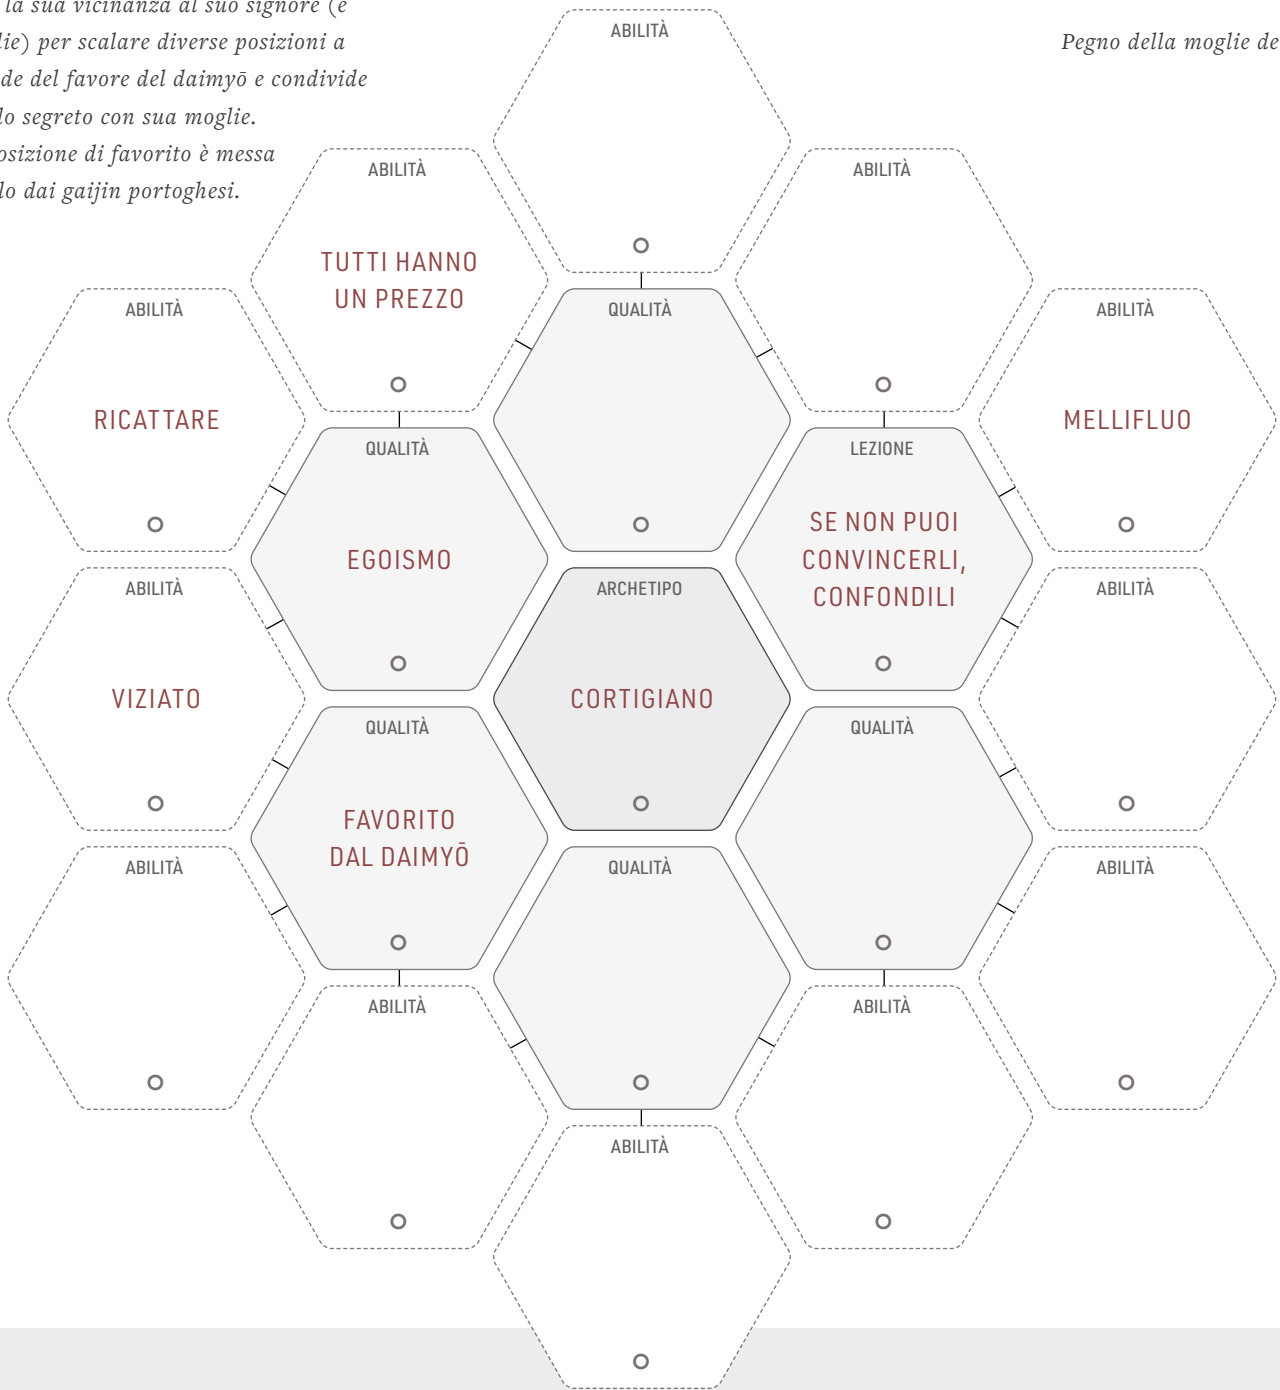 la sua vicinanza al suo signore (e
lie) per scalare diverse posizioni a
de del favore del daimyō e condivide
lo segreto con sua moglie.
osizione di favorito è messa
lo dai gaijin portoghesi.
Pegno della moglie de
ABILITÀ
ABILITÀ
TUTTI HANNO
UN PREZZO
ABILITÀ
ABILITÀ
RICATTARE
QUALITÀ
ABILITÀ
MELLIFLUO
QUALITÀ
EGOISMO
LEZIONE
SE NON PUOI
CONVINCERLI,
CONFONDILI
ABILITÀ
VIZIATO
ARCHETIPO
CORTIGIANO
ABILITÀ
QUALITÀ
FAVORITO
DAL DAIMYŌ
QUALITÀ
ABILITÀ
QUALITÀ
ABILITÀ
ABILITÀ
ABILITÀ
ABILITÀ